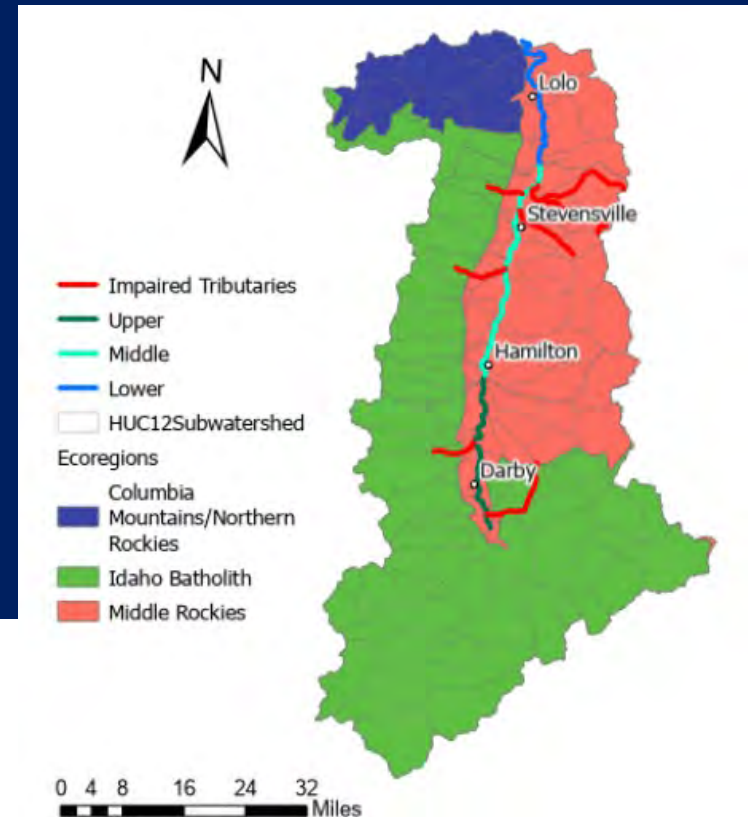 N
Lolo
Stevensville
Impaired Tributaries
Upper
Middle
Hamilton
Lower
HUC12Subwatershed
Ecoregions
Darby
Columbia
Mountains/Northern
Rockies
Idaho Batholith
Middle Rockies
0 4 8 16 24 32
Miles